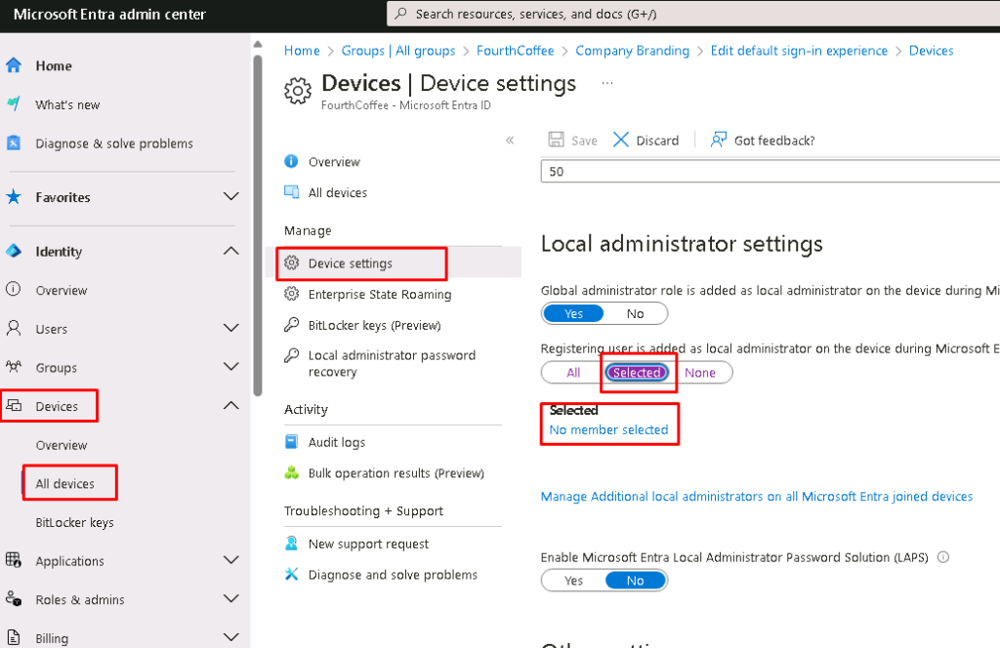 Microsoft Entra admin center
Search resources, services, and docs (G+/)
Home
What's new
Diagnose & solve problems
Favorites
Identity
Overview
Users
Groups
Devices
Overview
All devices
BitLocker keys
Applications
Roles & admins
Billing
Home > Groups | All groups > FourthCoffee > Company Branding > Edit default sign-in experience > Devices
Devices | Device settings ...
FourthCoffee - Microsoft Entra ID
«
Overview
All devices
Manage
Device settings
Enterprise State Roaming
BitLocker keys (Preview)
Local administrator password
recovery
Activity
Audit logs
Bulk operation results (Preview)
Troubleshooting + Support
New support request
Diagnose and solve problems
Save Discard Got feedback?
50
Local administrator settings
Global administrator role is added as local administrator on the device during Mi
Yes No
Registering user is added as local administrator on the device during Microsoft E
All Selected None
Selected
No member selected
Manage Additional local administrators on all Microsoft Entra joined devices
Enable Microsoft Entra Local Administrator Password Solution (LAPS)
Yes No